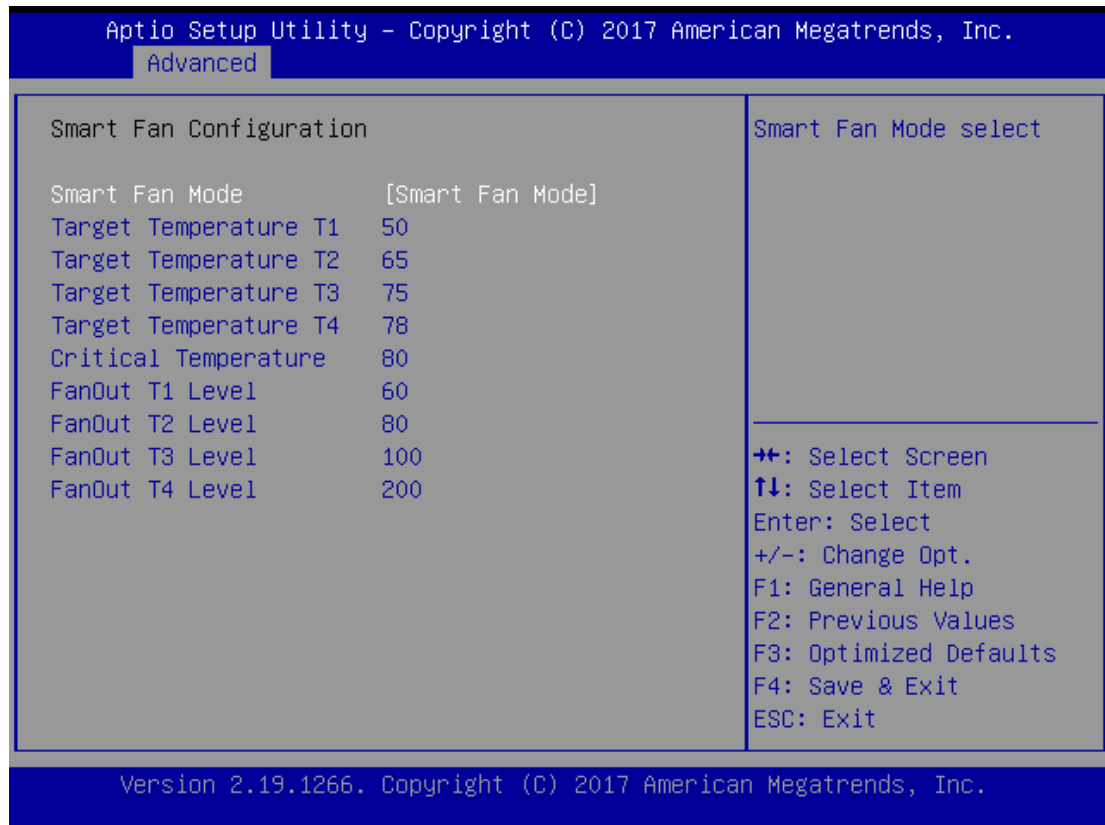 Aptio Setup Utility – Copyright (C) 2017 American Megatrends, Inc.
Advanced
Smart Fan Configuration
Smart Fan Mode [Smart Fan Mode]
Target Temperature T1 50
Target Temperature T2 65
Target Temperature T3 75
Target Temperature T4 78
Critical Temperature 80
FanOut T1 Level 60
FanOut T2 Level 80
FanOut T3 Level 100
FanOut T4 Level 200
Smart Fan Mode select
→←: Select Screen
↑↓: Select Item
Enter: Select
+/-: Change Opt.
F1: General Help
F2: Previous Values
F3: Optimized Defaults
F4: Save & Exit
ESC: Exit
Version 2.19.1266. Copyright (C) 2017 American Megatrends, Inc.